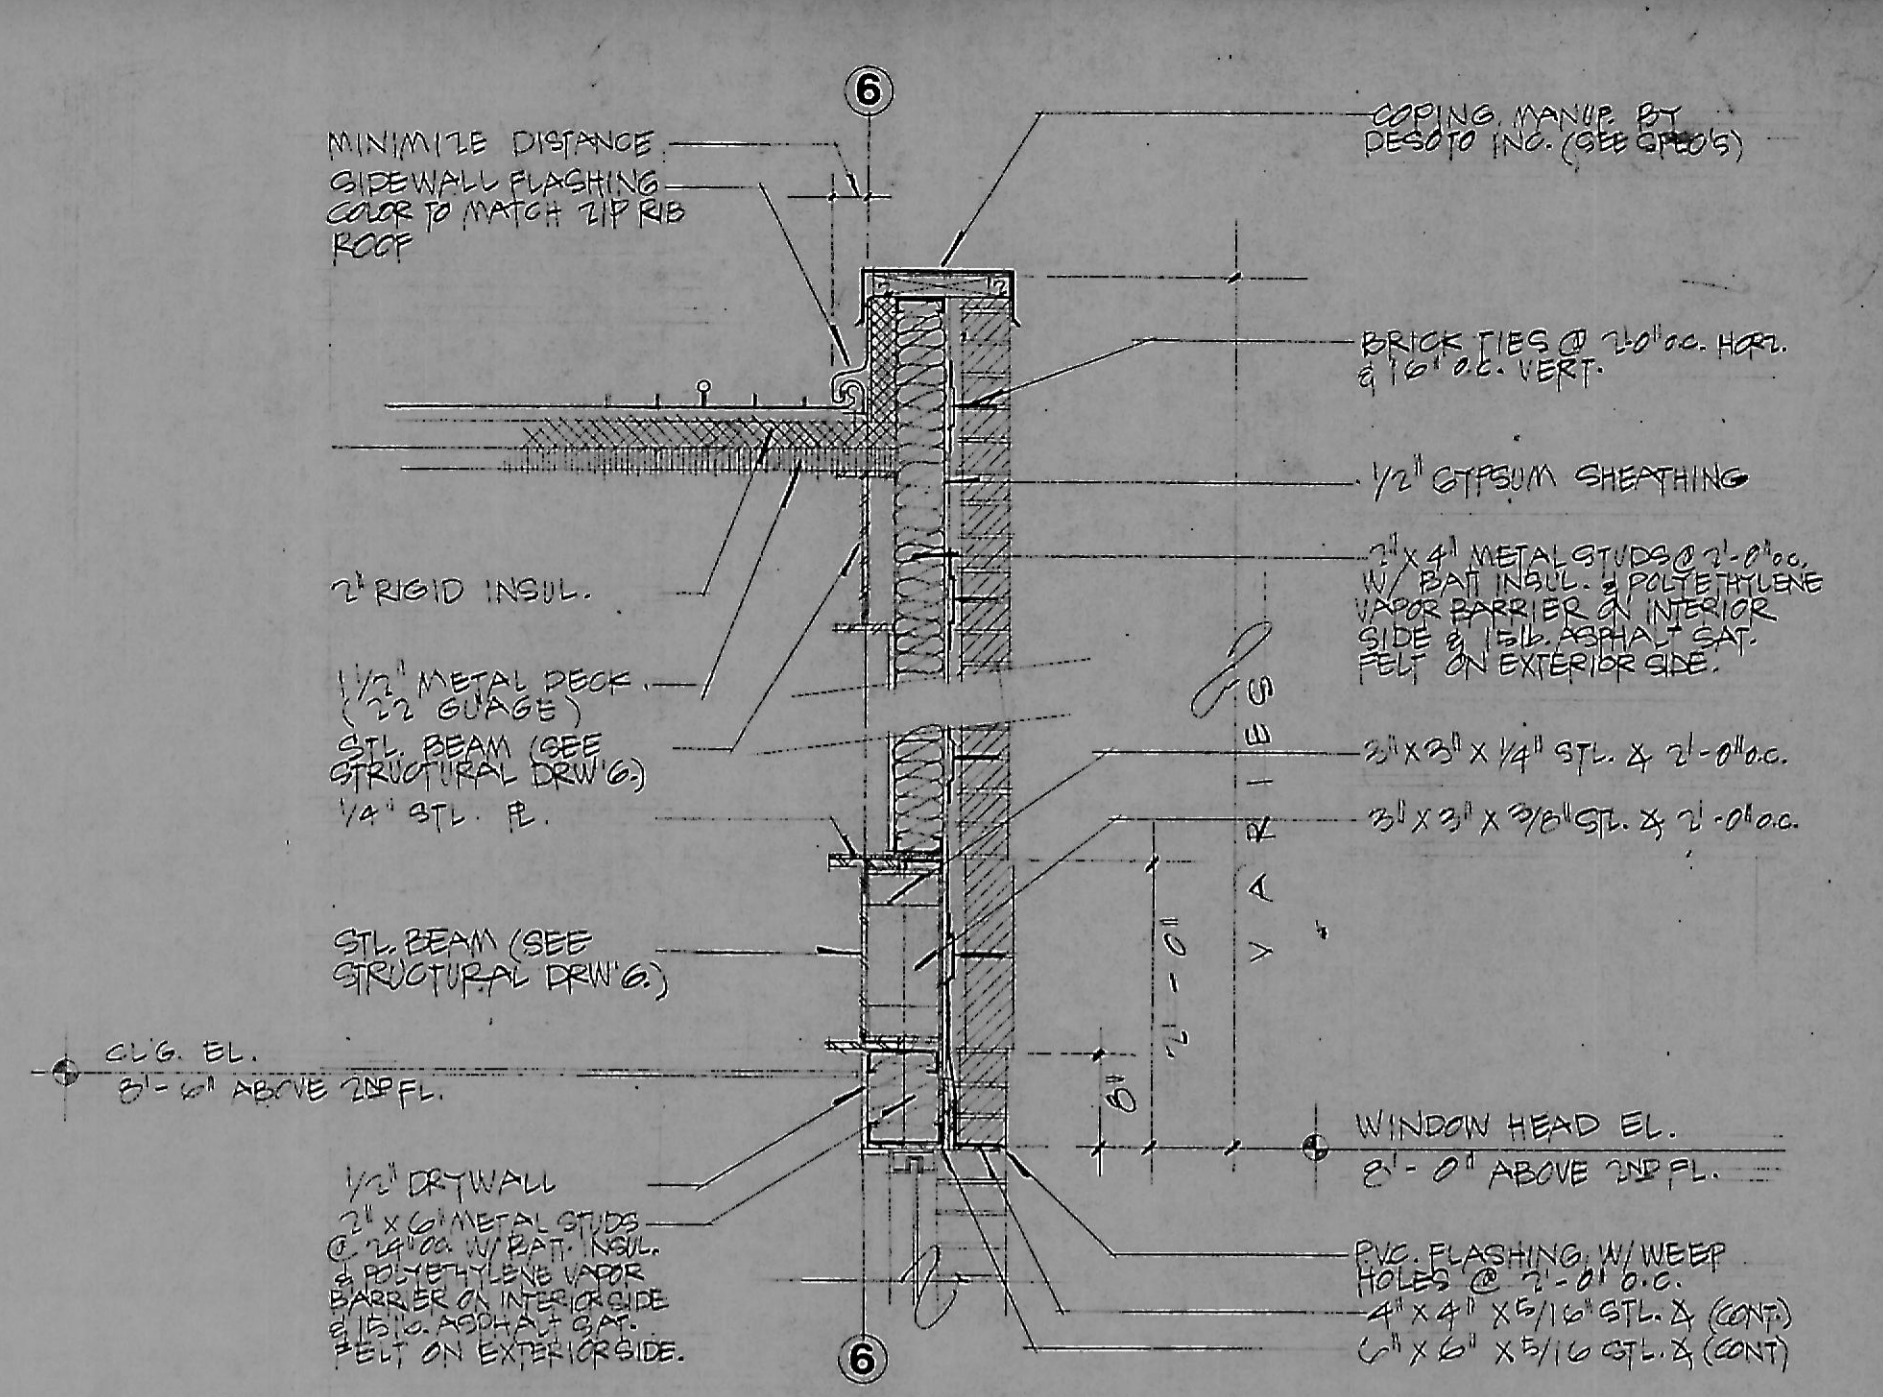 6
MINIMIZE DISTANCE
SIDEWALL FLASHING
COLOR TO MATCH ZIP RIB
ROOF
2" RIGID INSUL.
1 1/2" METAL DECK
(22 GUAGE)
STL. BEAM (SEE
STRUCTURAL DRW'G.)
1/4" STL. PL.
STL. BEAM (SEE
STRUCTURAL DRW'G.)
CL'G. EL.
8'-6" ABOVE 2ND FL.
1/2" DRYWALL
2" X 6" METAL STUDS
@ 24" O.C. W/ BATT. INSUL.
& POLYETHYLENE VAPOR
BARRIER ON INTERIOR SIDE
& 15 lb. ASPHALT SAT.
FELT ON EXTERIOR SIDE.
COPING MANUF. BY
DESOTO INC. (SEE SPEC'S)
BRICK TIES @ 2'-0" O.C. HORZ.
& 16" O.C. VERT.
1/2" GYPSUM SHEATHING
2" X 4" METAL STUDS @ 2'-0" O.C.
W/ BATT INSUL. & POLYETHYLENE
VAPOR BARRIER ON INTERIOR
SIDE & 15 lb. ASPHALT SAT.
FELT ON EXTERIOR SIDE.
3" X 3" X 1/4" STL. ∠ 2'-0" O.C.
3" X 3" X 3/8" STL. ∠ 2'-0" O.C.
VARIES
2'-0"
8"
WINDOW HEAD EL.
8'-0" ABOVE 2ND FL.
P.V.C. FLASHING W/ WEEP
HOLES @ 2'-0" O.C.
4" X 4" X 5/16" STL. ∠ (CONT.)
6" X 6" X 5/16 STL. ∠ (CONT)
6